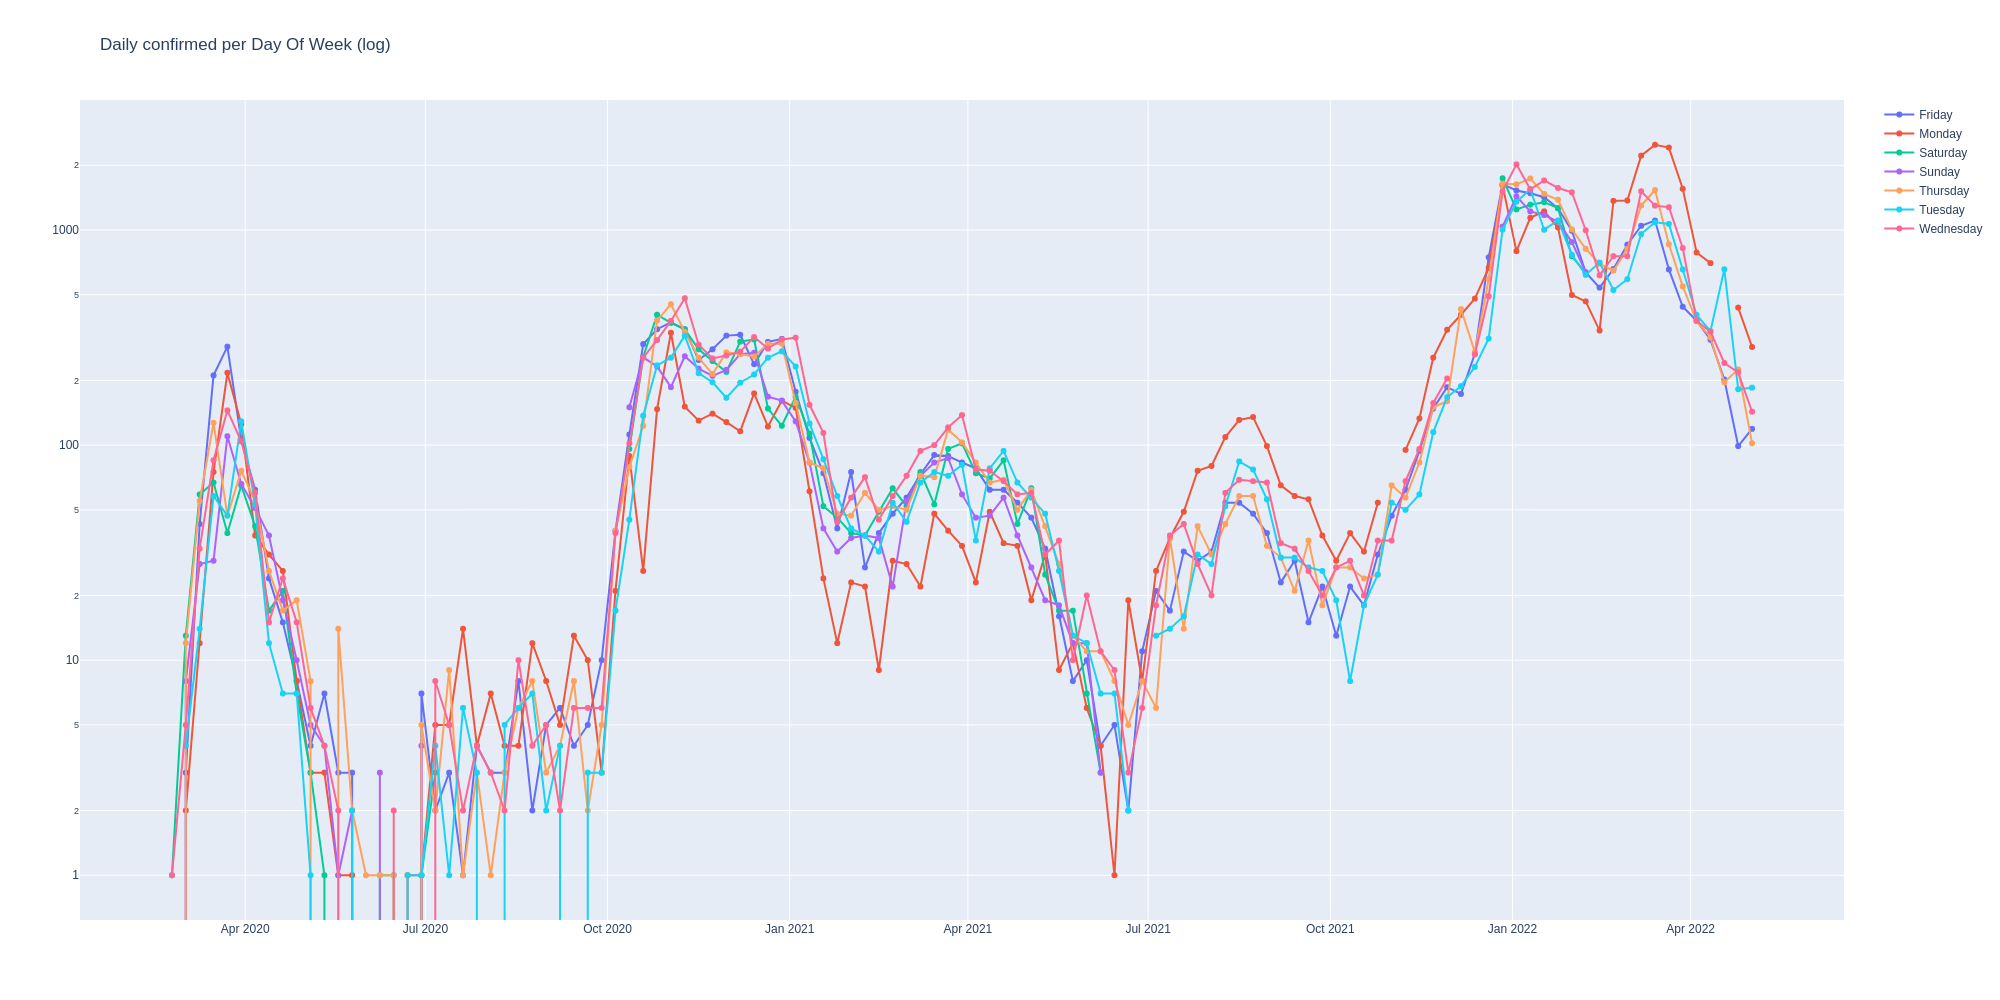 Daily confirmed per Day Of Week (log)
2
1000
5
2
100
5
2
10
5
2
1
Apr 2020
Jul 2020
Oct 2020
Jan 2021
Apr 2021
Jul 2021
Oct 2021
Jan 2022
Apr 2022
Friday
Monday
Saturday
Sunday
Thursday
Tuesday
Wednesday